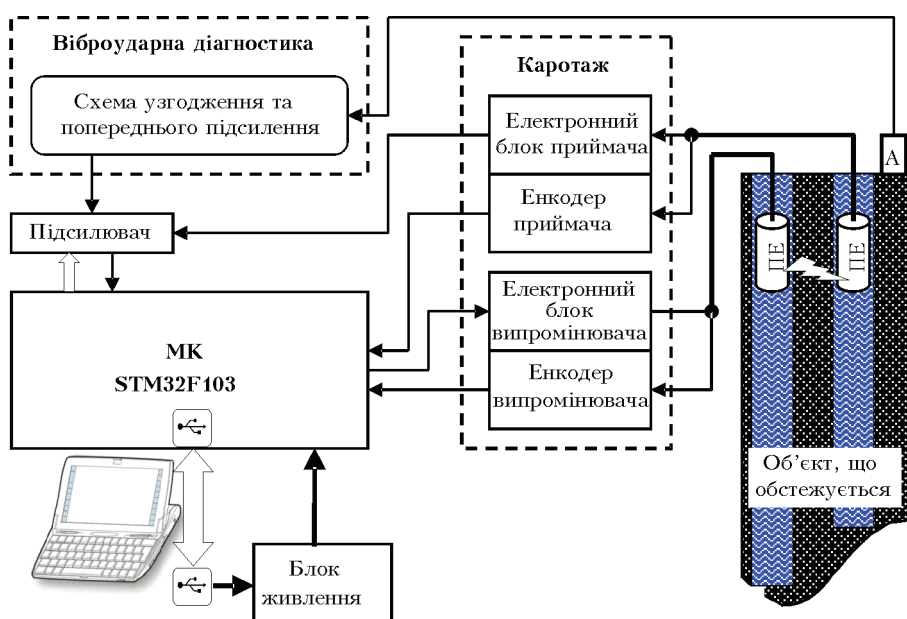 Віброударна діагностика
Схема узгодження та
попереднього підсилення
Підсилювач
МК
STM32F103
Блок
живлення
Каротаж
Електронний
блок приймача
Енкодер
приймача
Електронний
блок
випромінювача
Енкодер
випромінювача
А
ПЕ
ПЕ
Об’єкт, що
обстежується